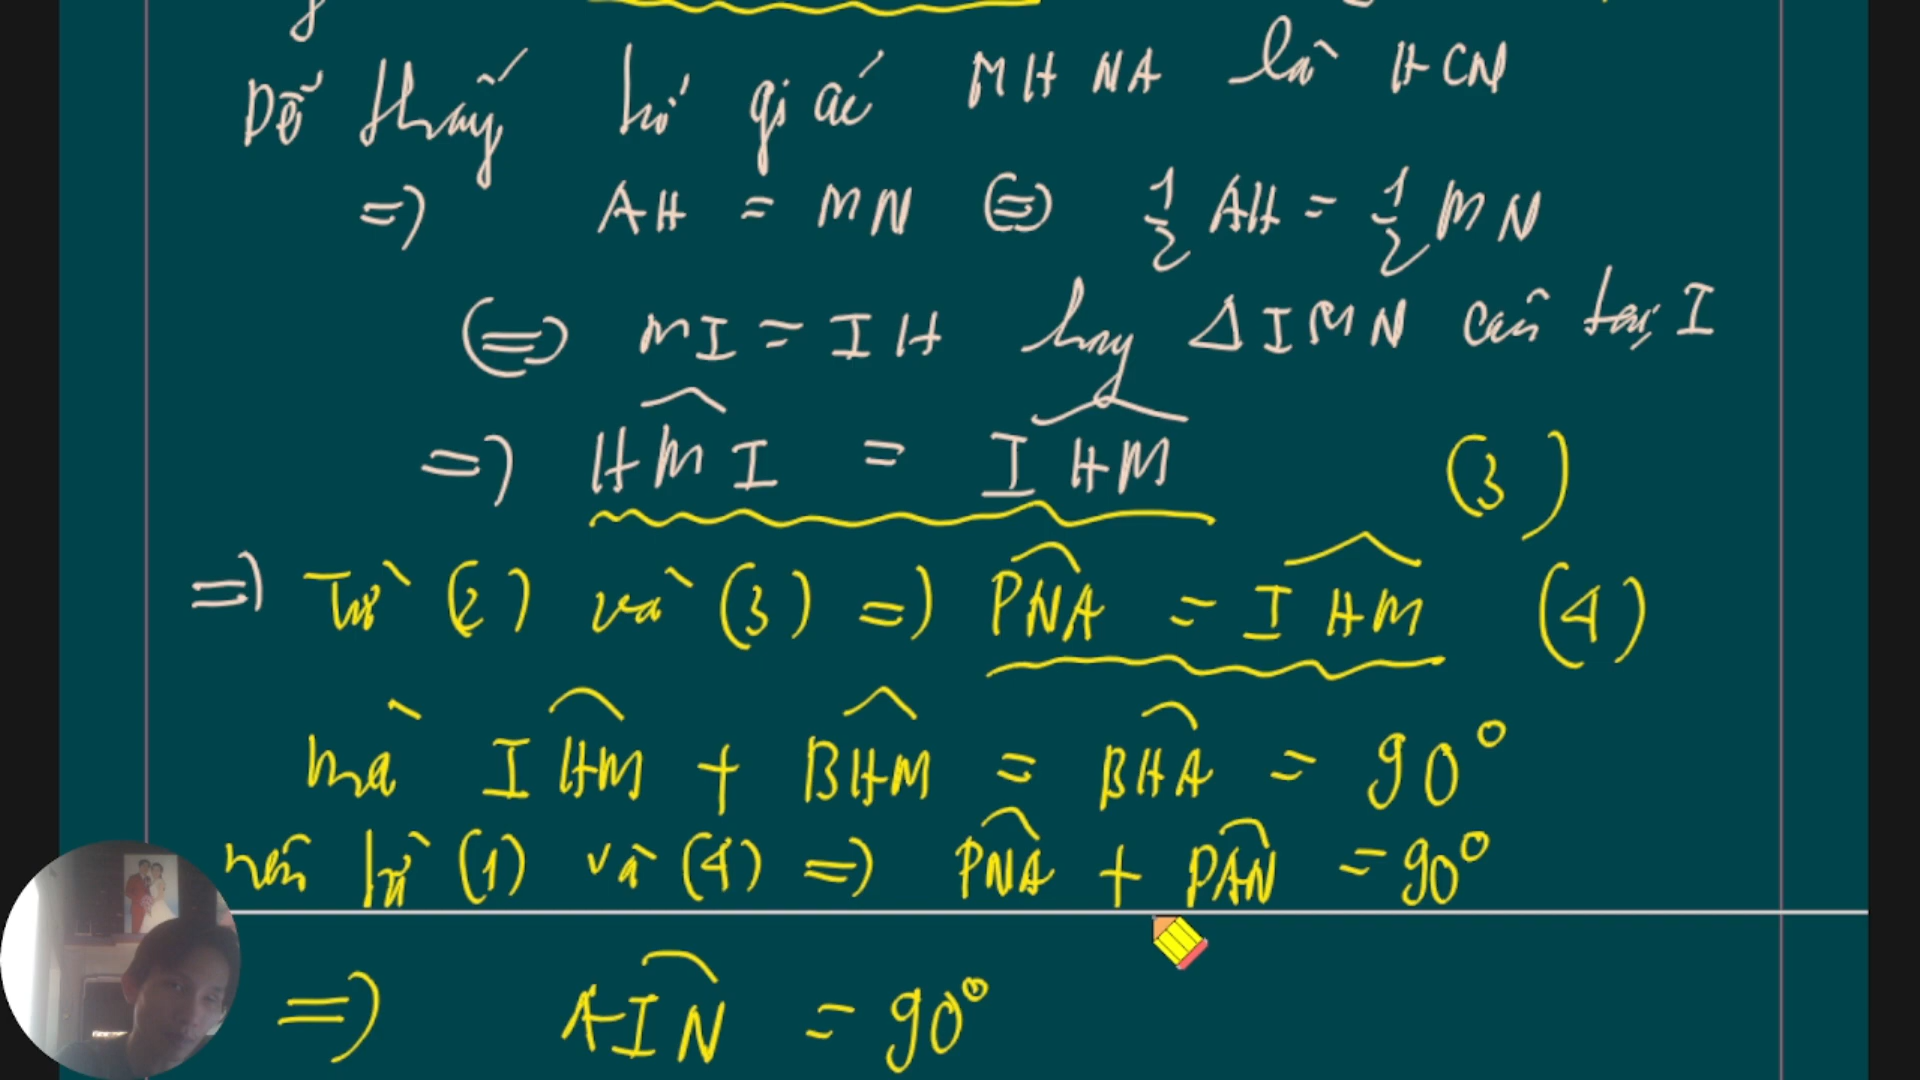 Dễ thấy tứ giác MHNA là HCN
=> AH = MN <=> 1/2 AH = 1/2 MN
<=> MI = IH hay Δ IMN cân tại I
=> HMI = IHM (3)
=> Từ (2) và (3) => PNA = IHM (4)
mà IHM + BHM = BHA = 90°
nên từ (1) và (4) => PNA + PAN = 90°
=> AIN = 90°